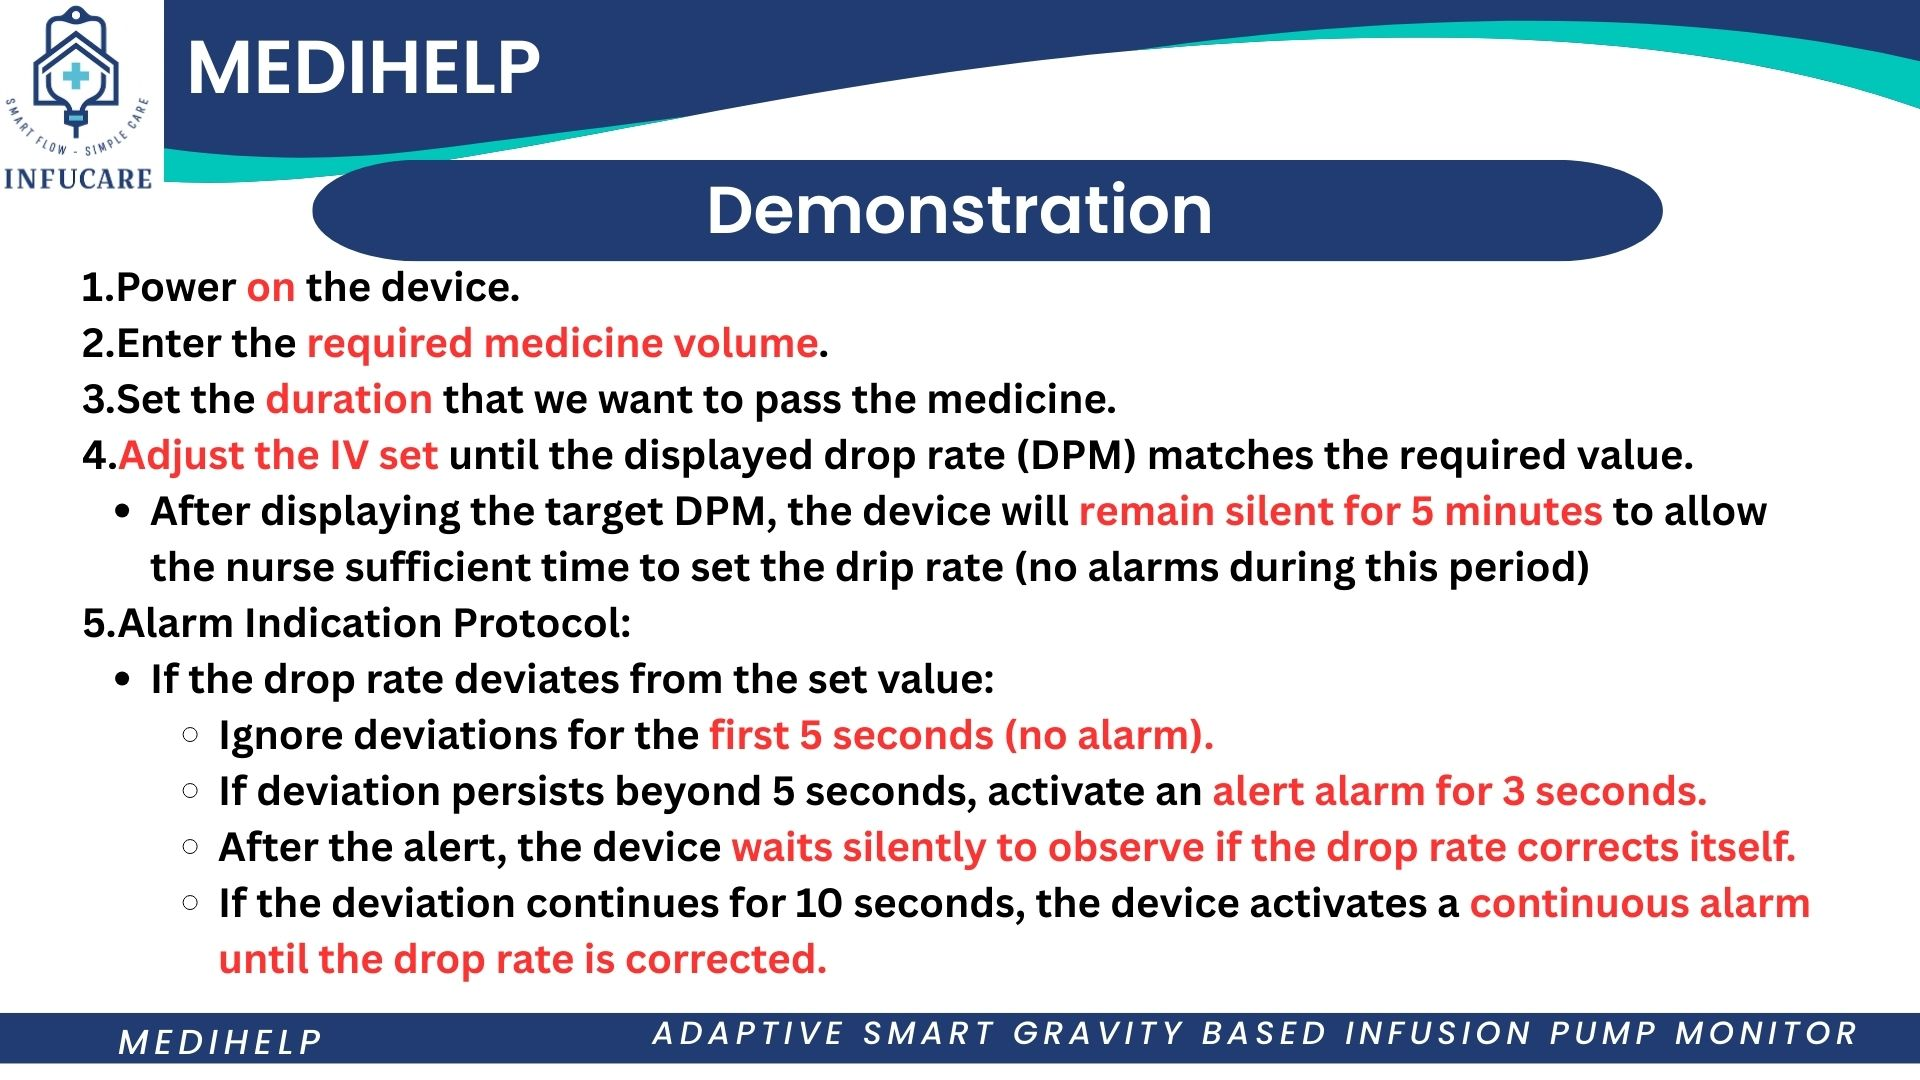 MEDIHELP
SMART FLOW - SIMPLE CARE
INFUCARE
Demonstration
1.Power on the device.
2.Enter the required medicine volume.
3.Set the duration that we want to pass the medicine.
4.Adjust the IV set until the displayed drop rate (DPM) matches the required value.
• After displaying the target DPM, the device will remain silent for 5 minutes to allow
the nurse sufficient time to set the drip rate (no alarms during this period)
5.Alarm Indication Protocol:
• If the drop rate deviates from the set value:
○ Ignore deviations for the first 5 seconds (no alarm).
○ If deviation persists beyond 5 seconds, activate an alert alarm for 3 seconds.
○ After the alert, the device waits silently to observe if the drop rate corrects itself.
○ If the deviation continues for 10 seconds, the device activates a continuous alarm
until the drop rate is corrected.
MEDIHELP
ADAPTIVE SMART GRAVITY BASED INFUSION PUMP MONITOR